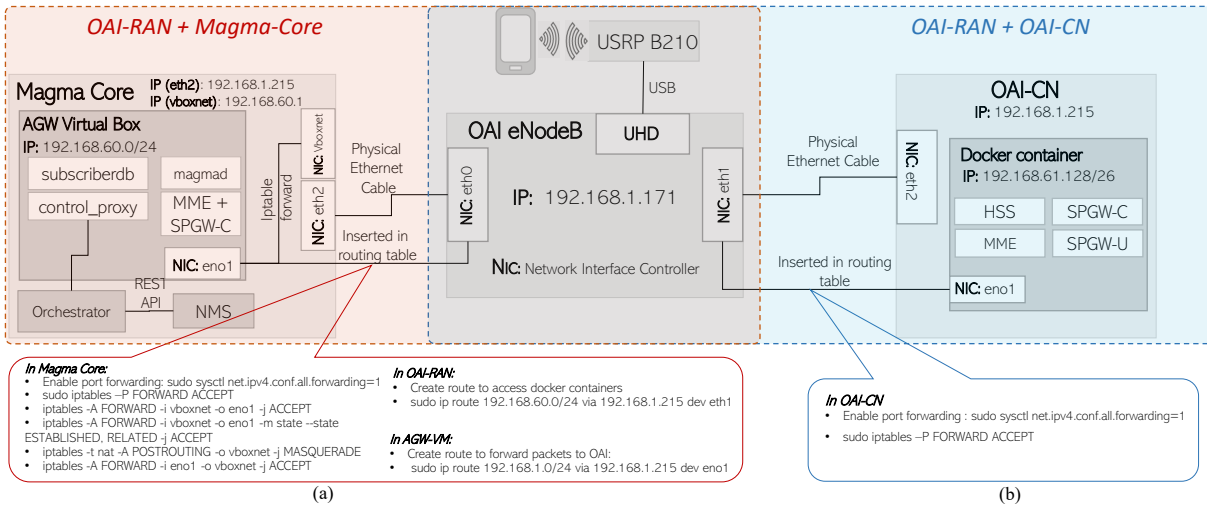 OAI-RAN + Magma-Core
OAI-RAN + OAI-CN
USRP B210
USB
Magma Core
IP (eth2): 192.168.1.215
IP (vboxnet): 192.168.60.1
AGW Virtual Box
IP: 192.168.60.0/24
subscriberdb
magmad
control_proxy
MME +
SPGW-C
NIC: eno1
Orchestrator
REST
API
NMS
Iptable
forward
NIC: Vboxnet
NIC: eth2
Physical
Ethernet
Cable
Inserted in
routing table
OAI eNodeB
UHD
NIC: eth0
IP: 192.168.1.171
NIC: eth1
NIC: Network Interface Controller
Physical
Ethernet Cable
Inserted in routing
table
OAI-CN
IP: 192.168.1.215
NIC: eth2
Docker container
IP: 192.168.61.128/26
HSS
SPGW-C
MME
SPGW-U
NIC: eno1
In Magma Core:
• Enable port forwarding: sudo sysctl net.ipv4.conf.all.forwarding=1
• sudo iptables –P FORWARD ACCEPT
• iptables -A FORWARD -i vboxnet -o eno1 -j ACCEPT
• iptables -A FORWARD -i vboxnet -o eno1 -m state --state
ESTABLISHED, RELATED -j ACCEPT
• iptables -t nat -A POSTROUTING -o vboxnet -j MASQUERADE
• iptables -A FORWARD -i eno1 -o vboxnet -j ACCEPT
In OAI-RAN:
• Create route to access docker containers
• sudo ip route 192.168.60.0/24 via 192.168.1.215 dev eth1
In AGW-VM:
• Create route to forward packets to OAI:
• sudo ip route 192.168.1.0/24 via 192.168.1.215 dev eno1
In OAI-CN
• Enable port forwarding : sudo sysctl net.ipv4.conf.all.forwarding=1
• sudo iptables –P FORWARD ACCEPT
(a)
(b)